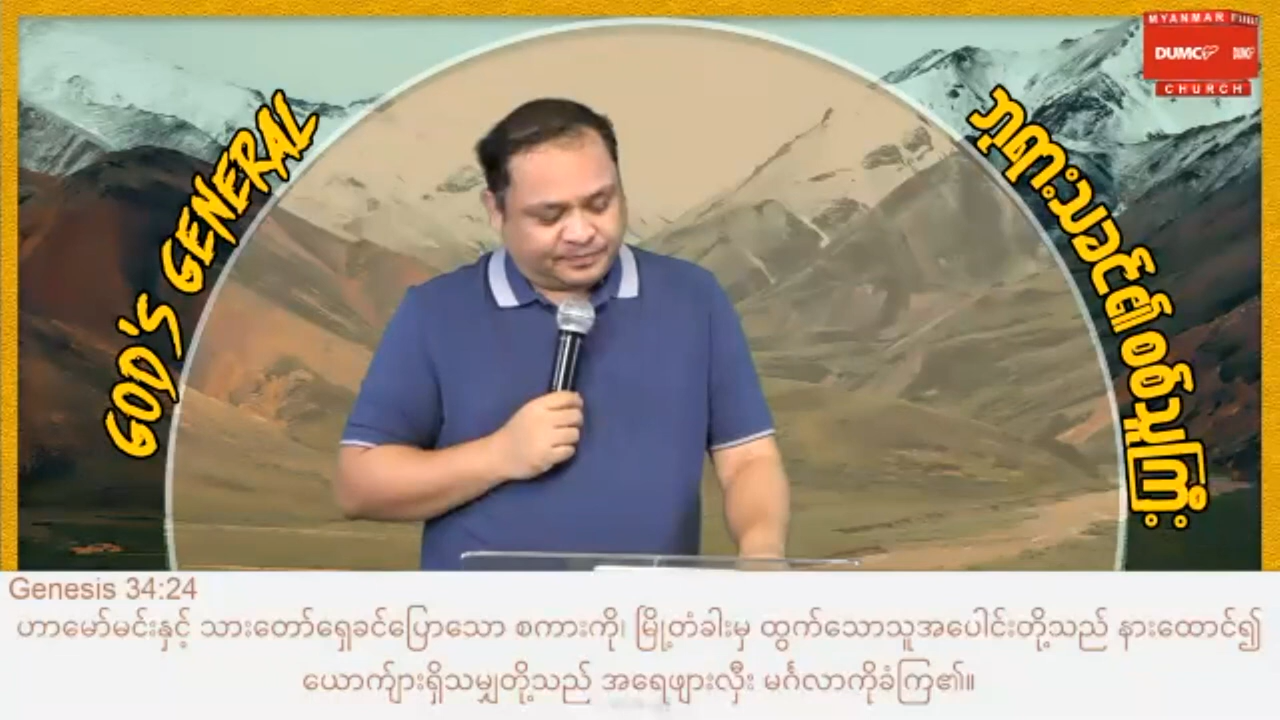 MYANMAR
DUMC
DUMC
CHURCH
GOD'S GENERAL
ဘုရားသခင်၏စစ်သူကြီး
Genesis 34:24
ဟာမော်မင်းနှင့် သားတော်ရှေခင်ပြောသော စကားကို၊ မြို့တံခါးမှ ထွက်သောသူအပေါင်းတို့သည် နားထောင်၍
ယောက်ျားရှိသမျှတို့သည် အရေဖျားလှီး မင်္ဂလာကိုခံကြ၏။